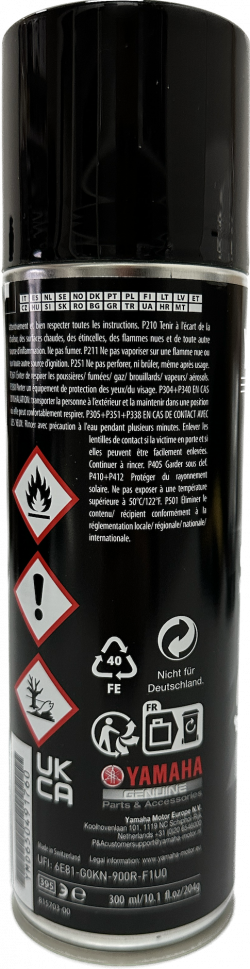 IT ES NL SE NO DK PT PL FI LT LV ET
CZ HU SI SK RO BG GR TR UA HR MT
Attentivement et bien respecter toutes les instructions. P210 Tenir à l'écart de la
chaleur, des surfaces chaudes, des étincelles, des flammes nues et de toute autre
source d'inflammation. Ne pas fumer. P211 Ne pas vaporiser sur une flamme nue ou
sur toute autre source d'ignition. P251 Ne pas perforer, ni brûler, même après usage.
P261 Éviter de respirer les poussières/ fumées/ gaz/ brouillards/ vapeurs/ aérosols.
P280 Porter un équipement de protection des yeux/ du visage. P304+P340 EN CAS
D'INHALATION: transporter la personne à l'extérieur et la maintenir dans une position
où elle peut confortablement respirer. P305+P351+P338 EN CAS DE CONTACT AVEC
LES YEUX: Rincer avec précaution à l'eau pendant plusieurs minutes. Enlever les
lentilles de contact si la victime en porte et si
elles peuvent être facilement enlevées.
Continuer à rincer. P405 Garder sous clef.
P410+P412 Protéger du rayonnement
solaire. Ne pas exposer à une température
supérieure à 50°C/122°F. P501 Éliminer le
contenu/ récipient conformément à la
réglementation locale/ régionale/ nationale/
internationale.
40
FE
Nicht für
Deutschland.
FR
UK
CA
YAMAHA
GENUINE
Parts & Accessories
Yamaha Motor Europe N.V.
Koolhovenlaan 101, 1119 NC Schiphol-Rijk
Netherlands
Made in Switzerland
Legal information: www.yamaha-motor.eu
UFI: 6E81-G0KN-900R-F1U0
395
300 ml/10.1 fl.oz/204g
815703-00